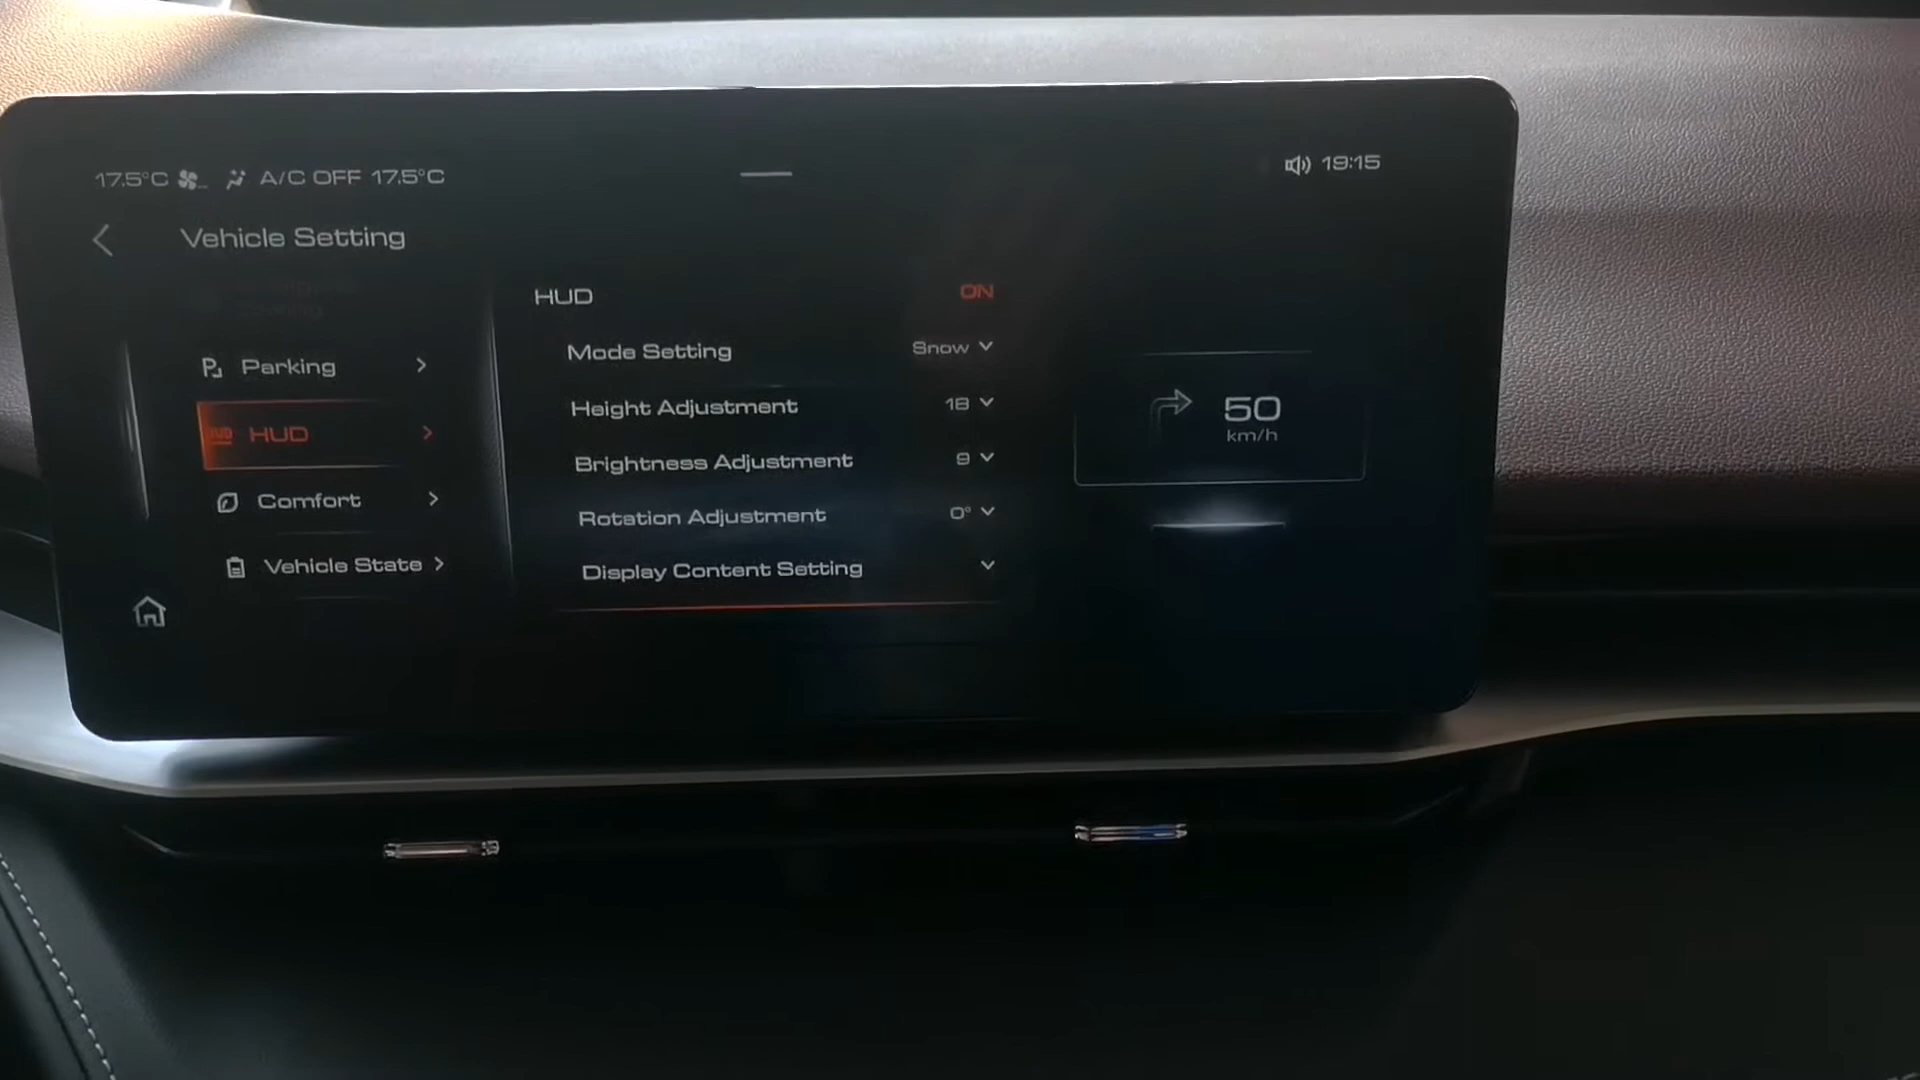 17.5°C A/C OFF 17.5°C
19:15
Vehicle Setting
Parking
HUD HUD
Comfort
Vehicle State
HUD ON
Mode Setting Snow
Height Adjustment 18
Brightness Adjustment 9
Rotation Adjustment 0°
Display Content Setting
50
km/h